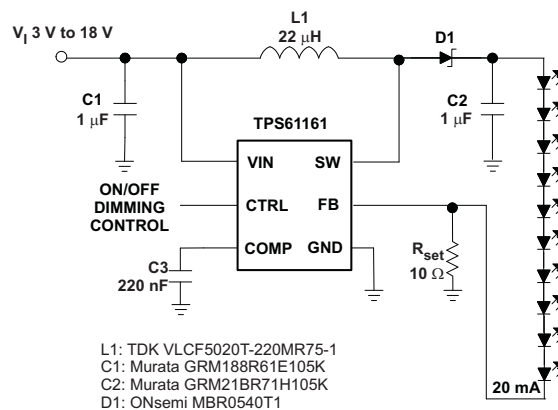 L1
22 μH
V_I 3 V to 18 V
D1
C1
1 μF
C2
1 μF
TPS61161
VIN
SW
ON/OFF
DIMMING
CONTROL
CTRL
FB
COMP
GND
C3
220 nF
R_set
10 Ω
20 mA
L1: TDK VLCF5020T-220MR75-1
C1: Murata GRM188R61E105K
C2: Murata GRM21BR71H105K
D1: ONsemi MBR0540T1